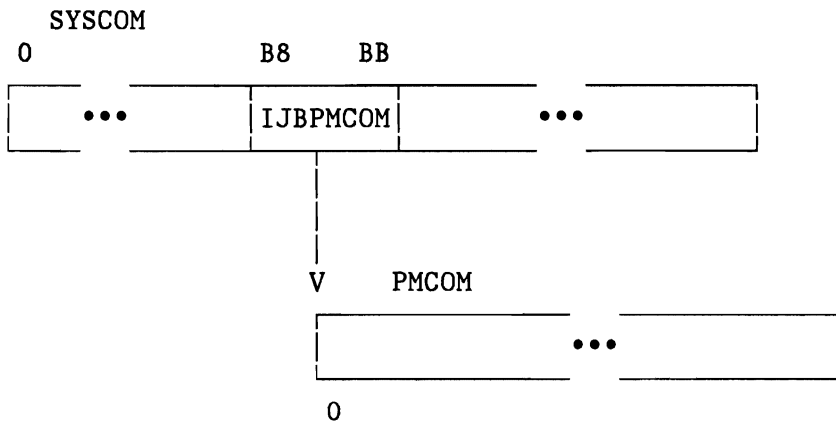 SYSCOM
0 B8 BB
••• IJBPMCOM •••
V PMCOM
•••
0